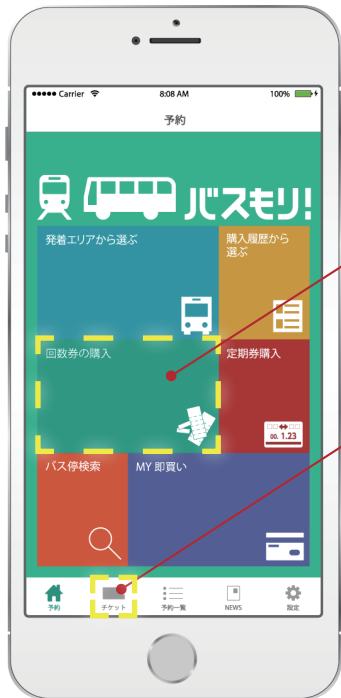 Carrier 8:08 AM 100%
予約
バスもり!
発着エリアから選ぶ
購入履歴から
選ぶ
回数券の購入
定期券購入
00. 1.23
バス停検索
MY 即買い
予約 チケット 予約一覧 NEWS 設定